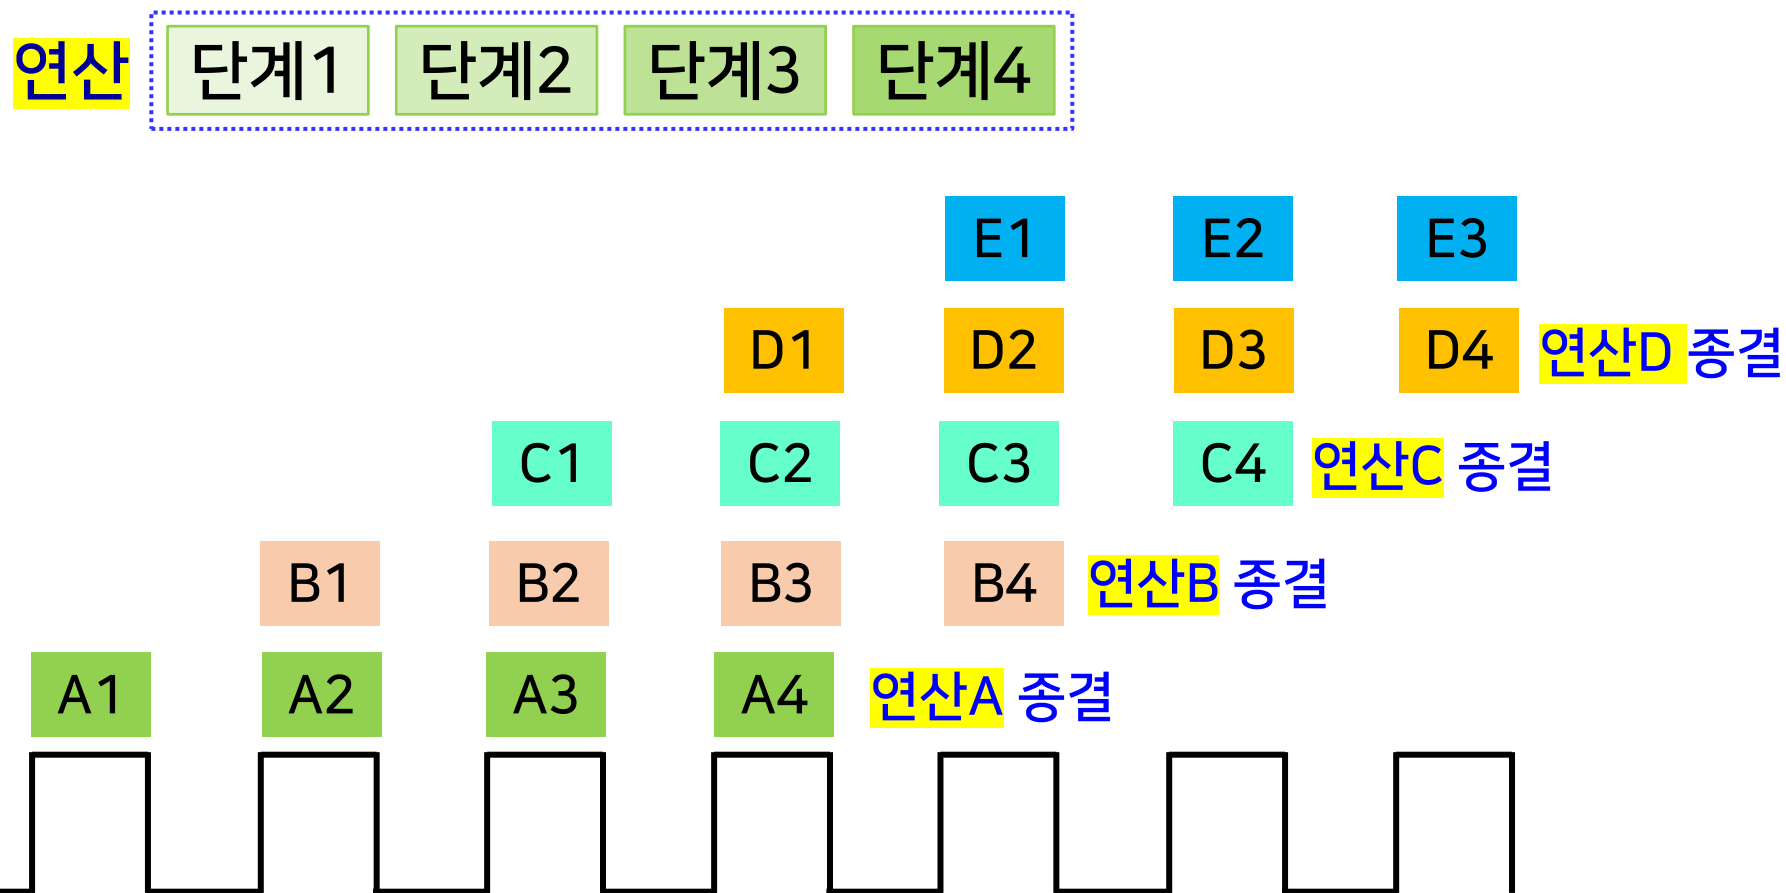 연산 단계1 단계2 단계3 단계4
E1 E2 E3
D1 D2 D3 D4 연산D 종결
C1 C2 C3 C4 연산C 종결
B1 B2 B3 B4 연산B 종결
A1 A2 A3 A4 연산A 종결